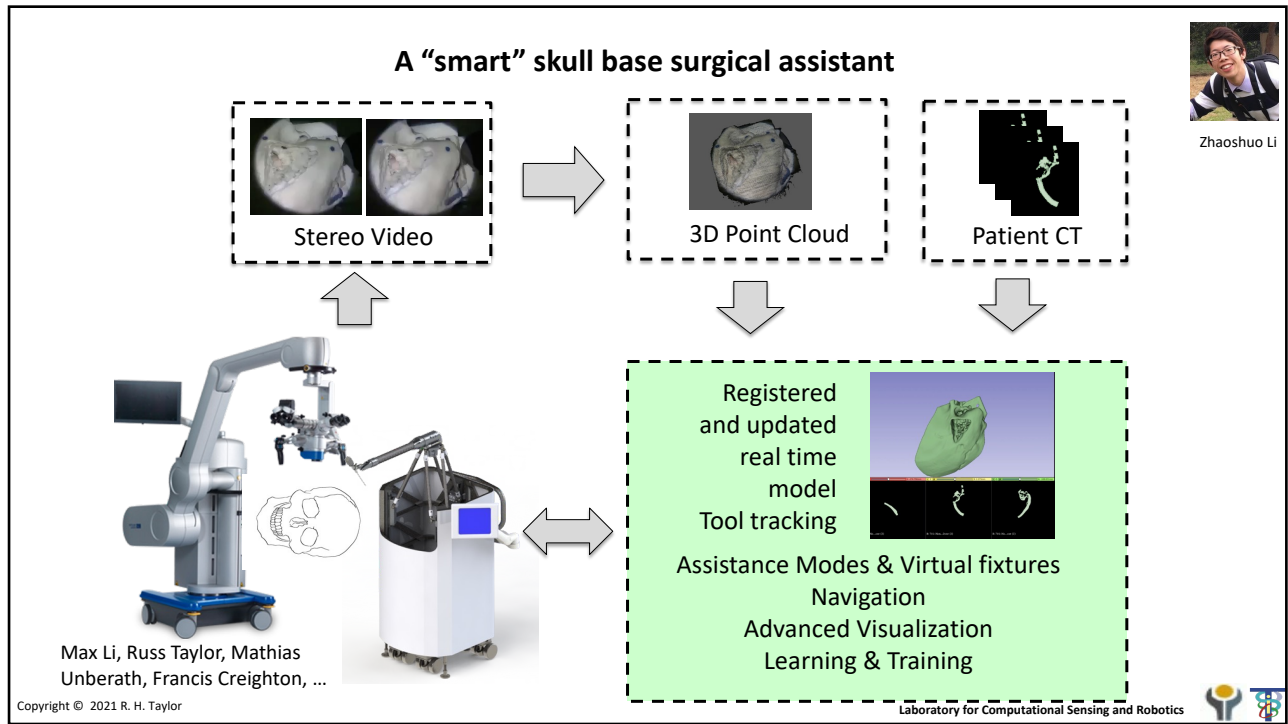 A “smart” skull base surgical assistant
Zhaoshuo Li
Stereo Video
3D Point Cloud
Patient CT
Registered
and updated
real time
model
Tool tracking
Assistance Modes & Virtual fixtures
Navigation
Advanced Visualization
Learning & Training
Max Li, Russ Taylor, Mathias
Unberath, Francis Creighton, ...
Copyright © 2021 R. H. Taylor
Laboratory for Computational Sensing and Robotics